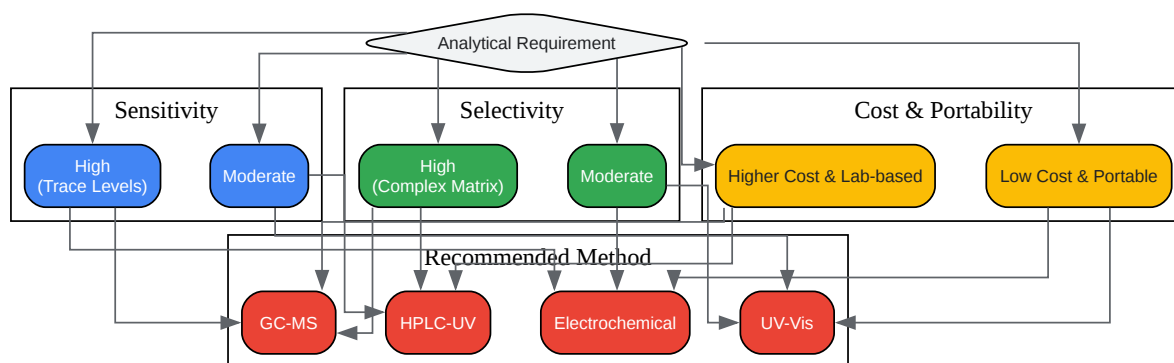 Analytical Requirement
Sensitivity
Selectivity
Cost & Portability
High
(Trace Levels)
Moderate
High
(Complex Matrix)
Moderate
Higher Cost & Lab-based
Low Cost & Portable
Recommended Method
GC-MS
HPLC-UV
Electrochemical
UV-Vis